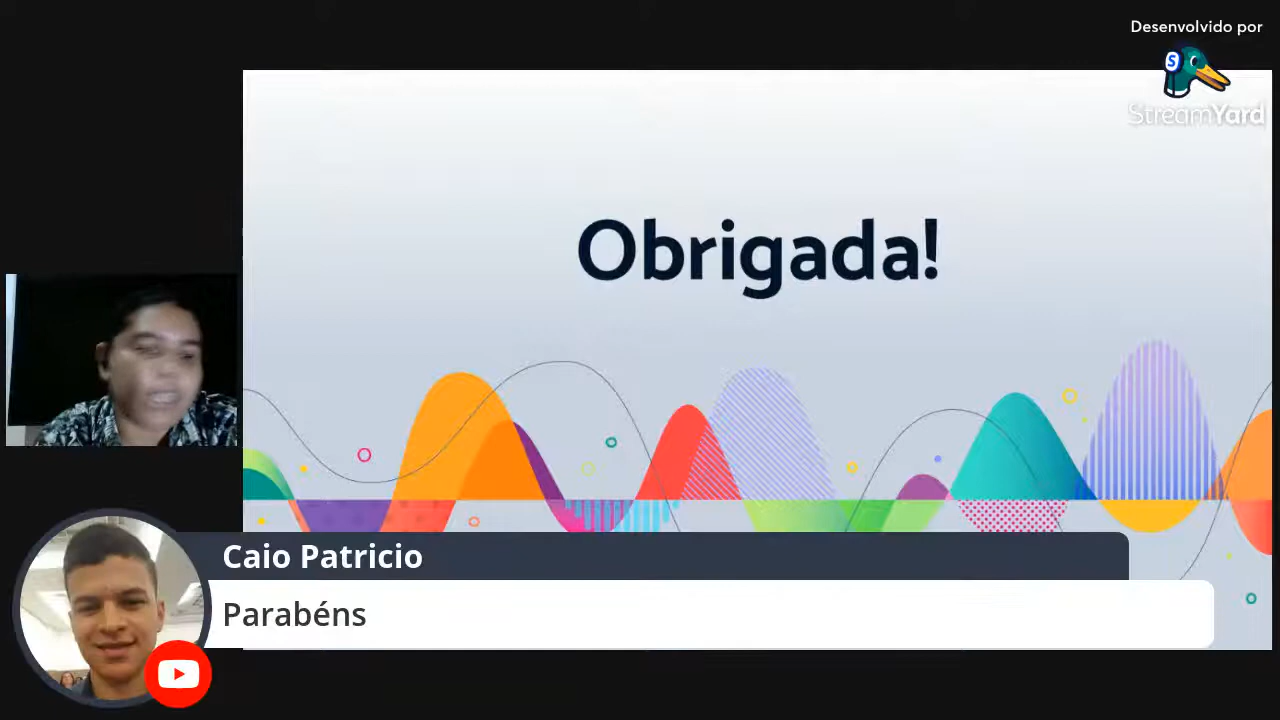 Desenvolvido por
S
StreamYard
Obrigada!
Caio Patricio
Parabéns